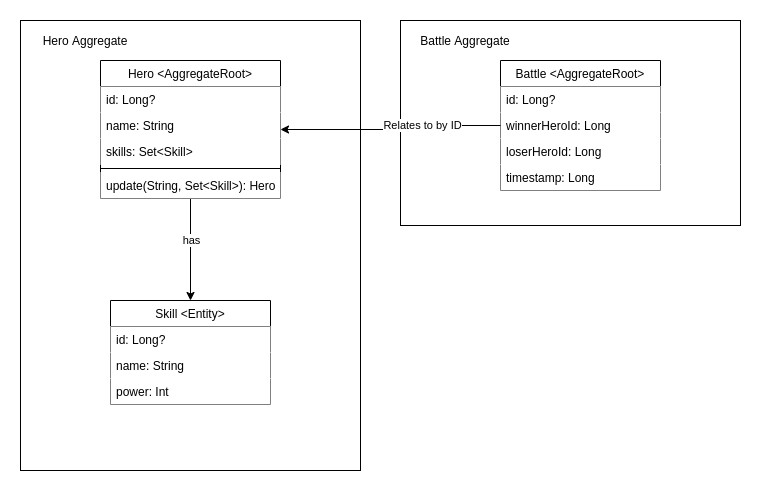 Hero Aggregate
Hero <AggregateRoot>
id: Long?
name: String
skills: Set<Skill>
update(String, Set<Skill>): Hero
has
Skill <Entity>
id: Long?
name: String
power: Int
Relates to by ID
Battle Aggregate
Battle <AggregateRoot>
id: Long?
winnerHeroId: Long
loserHeroId: Long
timestamp: Long